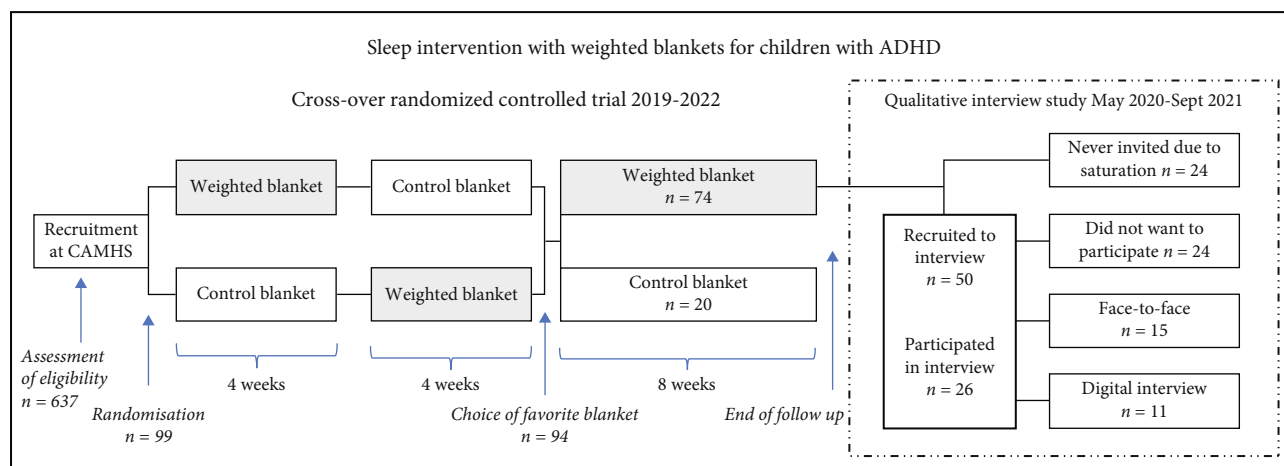 Sleep intervention with weighted blankets for children with ADHD
Cross-over randomized controlled trial 2019-2022
Qualitative interview study May 2020-Sept 2021
Recruitment
at CAMHS
Weighted blanket
Control blanket
Control blanket
Weighted blanket
Weighted blanket
n = 74
Control blanket
n = 20
Assessment
of eligibility
n = 637
Randomisation
n = 99
4 weeks
4 weeks
Choice of favorite blanket
n = 94
8 weeks
End of follow up
Recruited to
interview
n = 50
Participated
in interview
n = 26
Never invited due to
saturation n = 24
Did not want to
participate n = 24
Face-to-face
n = 15
Digital interview
n = 11